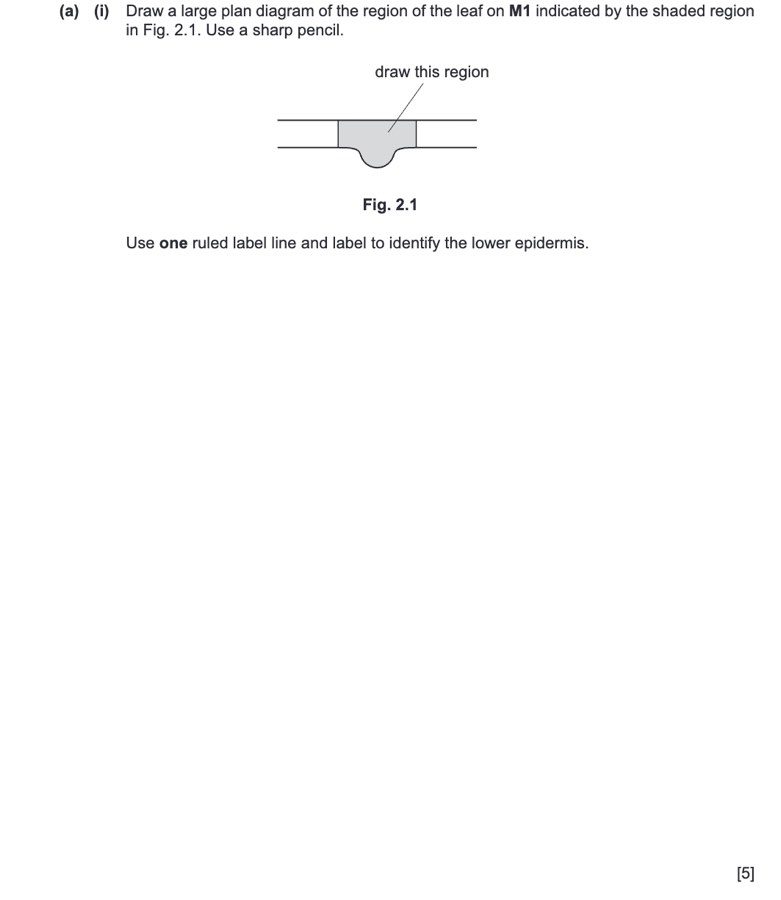 (a) (i) Draw a large plan diagram of the region of the leaf on M1 indicated by the shaded region
in Fig. 2.1. Use a sharp pencil.
draw this region
Fig. 2.1
Use one ruled label line and label to identify the lower epidermis.
[5]